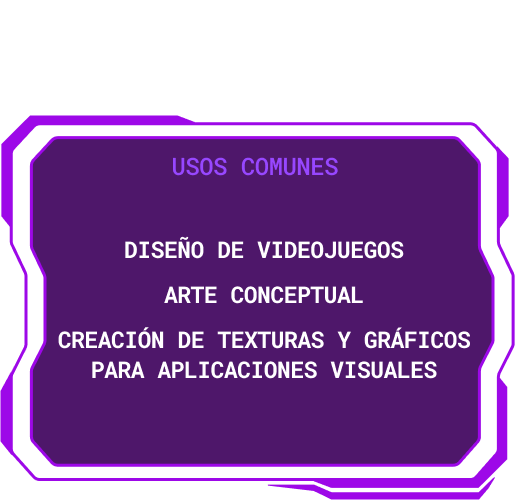 USOS COMUNES
DISEÑO DE VIDEOJUEGOS
ARTE CONCEPTUAL
CREACIÓN DE TEXTURAS Y GRÁFICOS
PARA APLICACIONES VISUALES